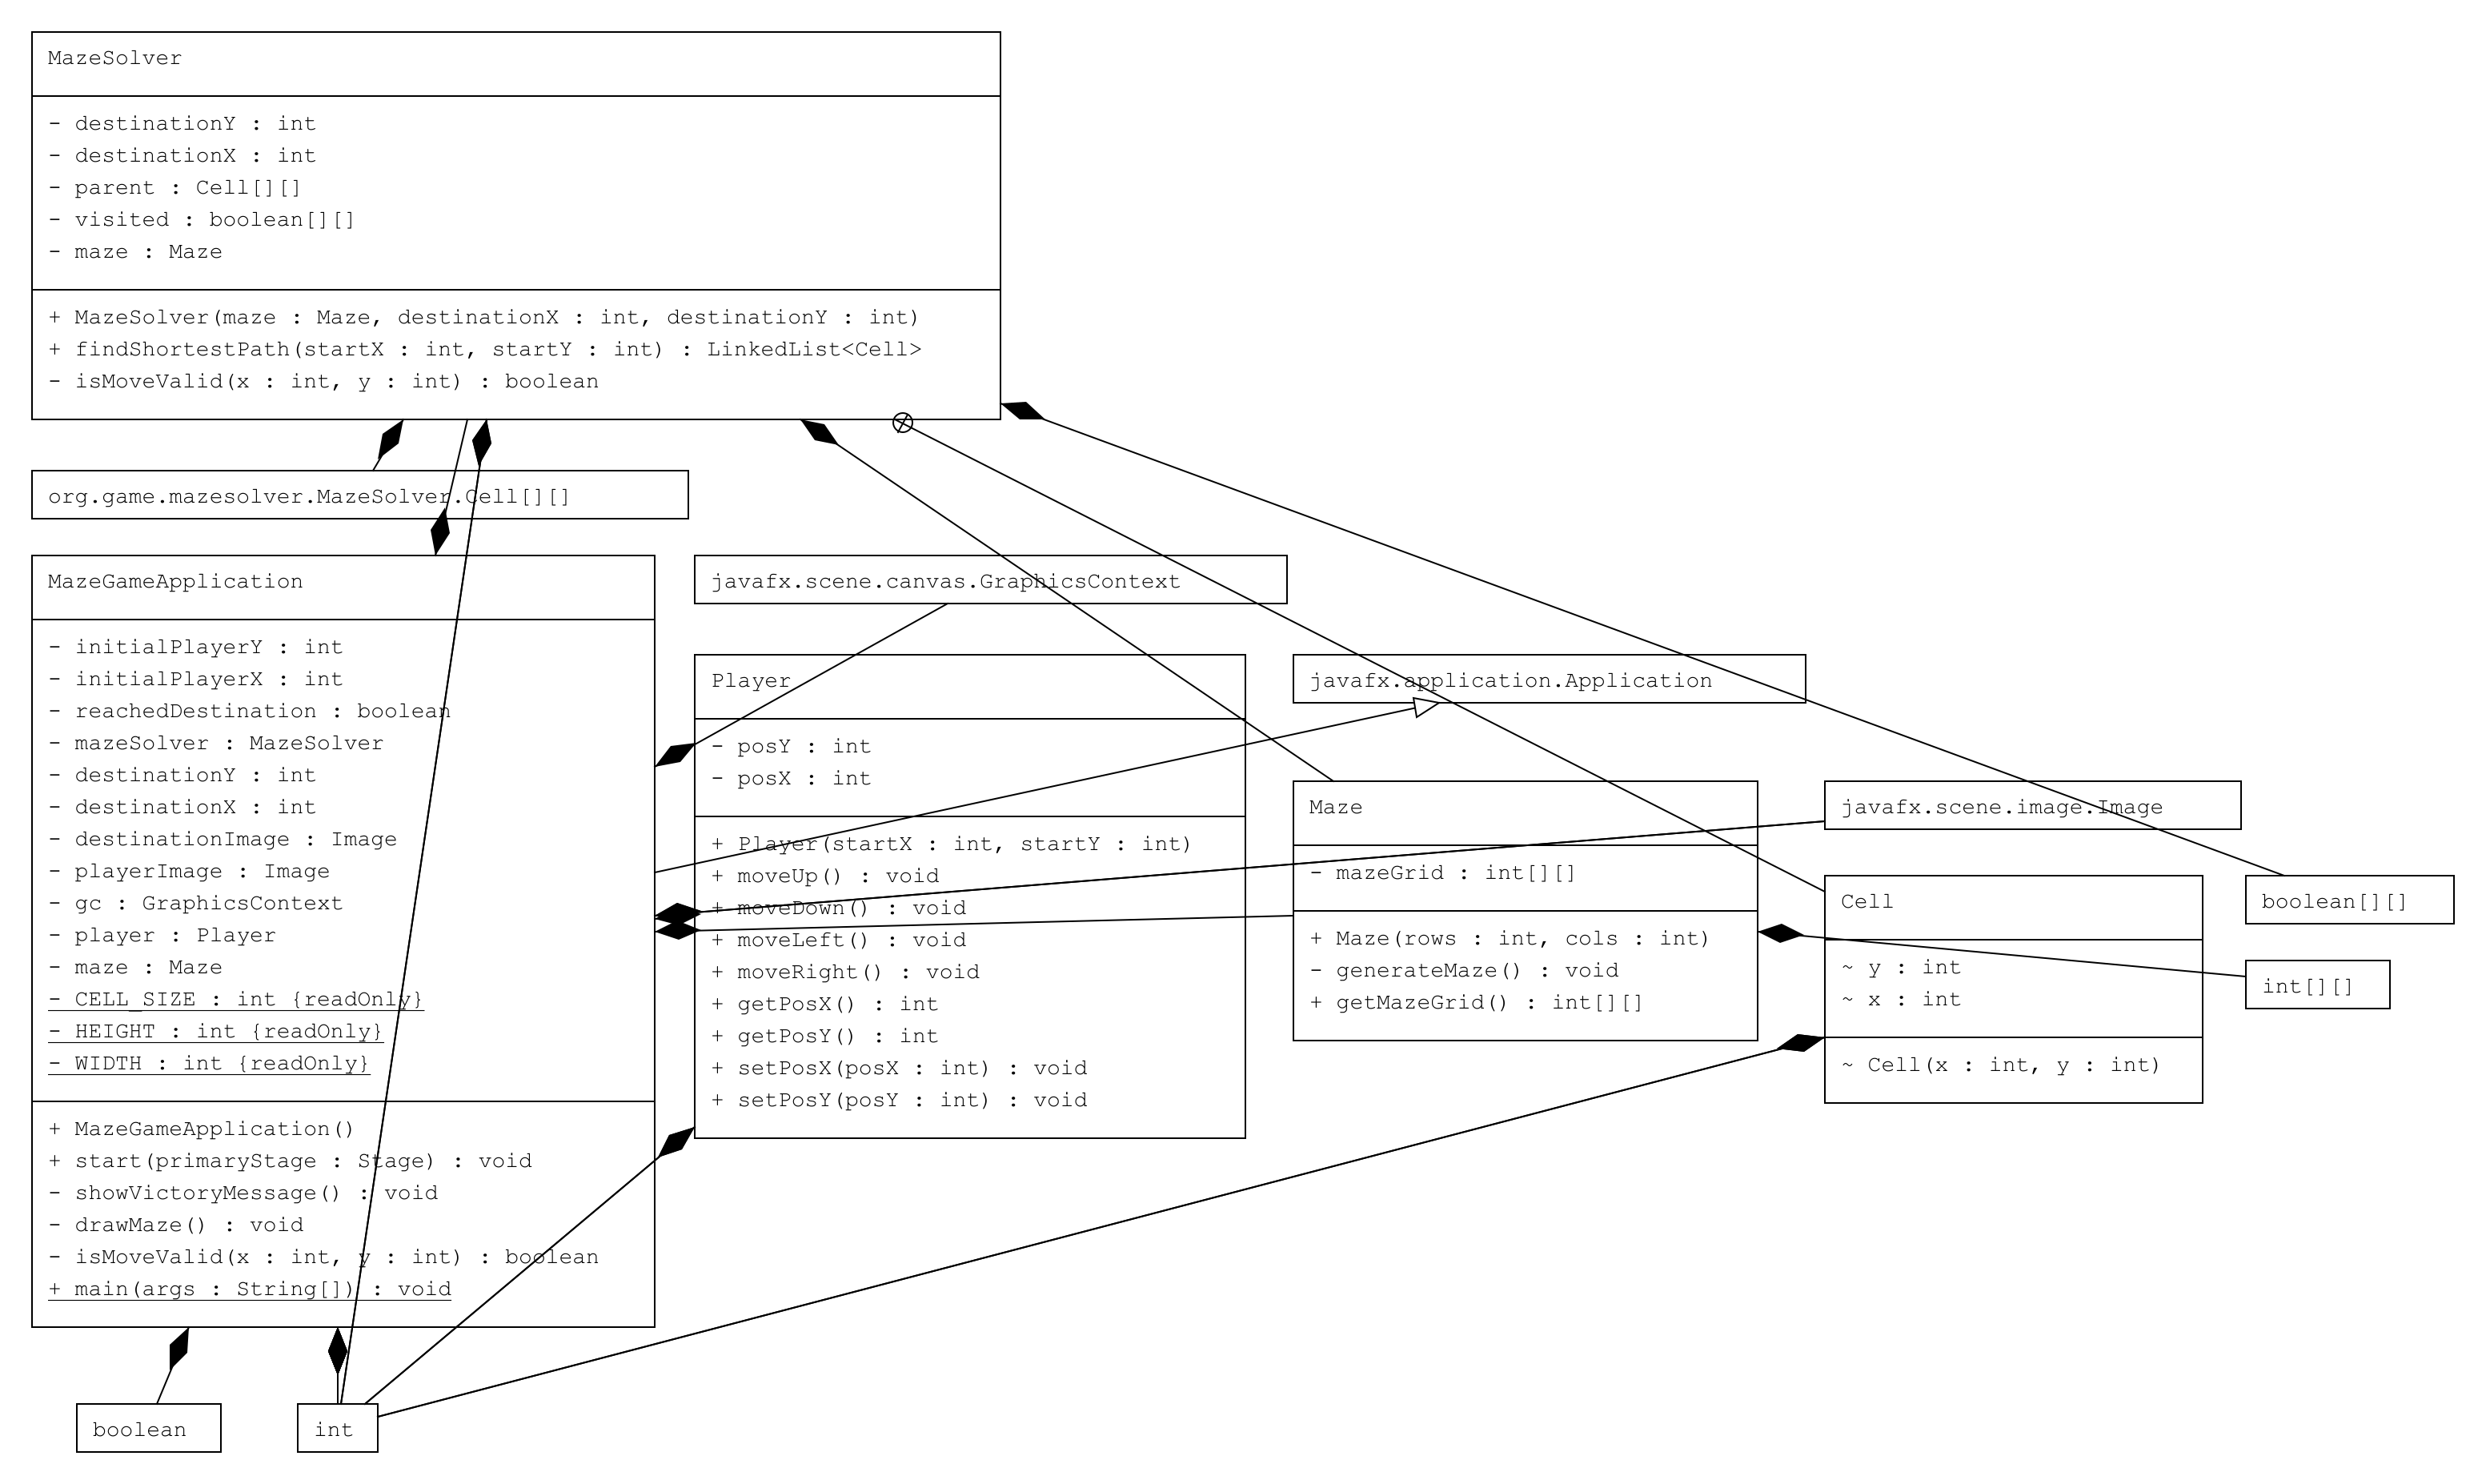 MazeSolver
- destinationY : int
- destinationX : int
- parent : Cell[][]
- visited : boolean[][]
- maze : Maze
+ MazeSolver(maze : Maze, destinationX : int, destinationY : int)
+ findShortestPath(startX : int, startY : int) : LinkedList<Cell>
- isMoveValid(x : int, y : int) : boolean
org.game.mazesolver.MazeSolver.Cell[][]
MazeGameApplication
- initialPlayerY : int
- initialPlayerX : int
- reachedDestination : boolean
- mazeSolver : MazeSolver
- destinationY : int
- destinationX : int
- destinationImage : Image
- playerImage : Image
- gc : GraphicsContext
- player : Player
- maze : Maze
- CELL_SIZE : int {readOnly}
- HEIGHT : int {readOnly}
- WIDTH : int {readOnly}
+ MazeGameApplication()
+ start(primaryStage : Stage) : void
- showVictoryMessage() : void
- drawMaze() : void
- isMoveValid(x : int, y : int) : boolean
+ main(args : String[]) : void
javafx.scene.canvas.GraphicsContext
Player
- posY : int
- posX : int
+ Player(startX : int, startY : int)
+ moveUp() : void
+ moveDown() : void
+ moveLeft() : void
+ moveRight() : void
+ getPosX() : int
+ getPosY() : int
+ setPosX(posX : int) : void
+ setPosY(posY : int) : void
javafx.application.Application
Maze
- mazeGrid : int[][]
+ Maze(rows : int, cols : int)
- generateMaze() : void
+ getMazeGrid() : int[][]
javafx.scene.image.Image
Cell
~ y : int
~ x : int
~ Cell(x : int, y : int)
boolean[][]
int[][]
boolean
int